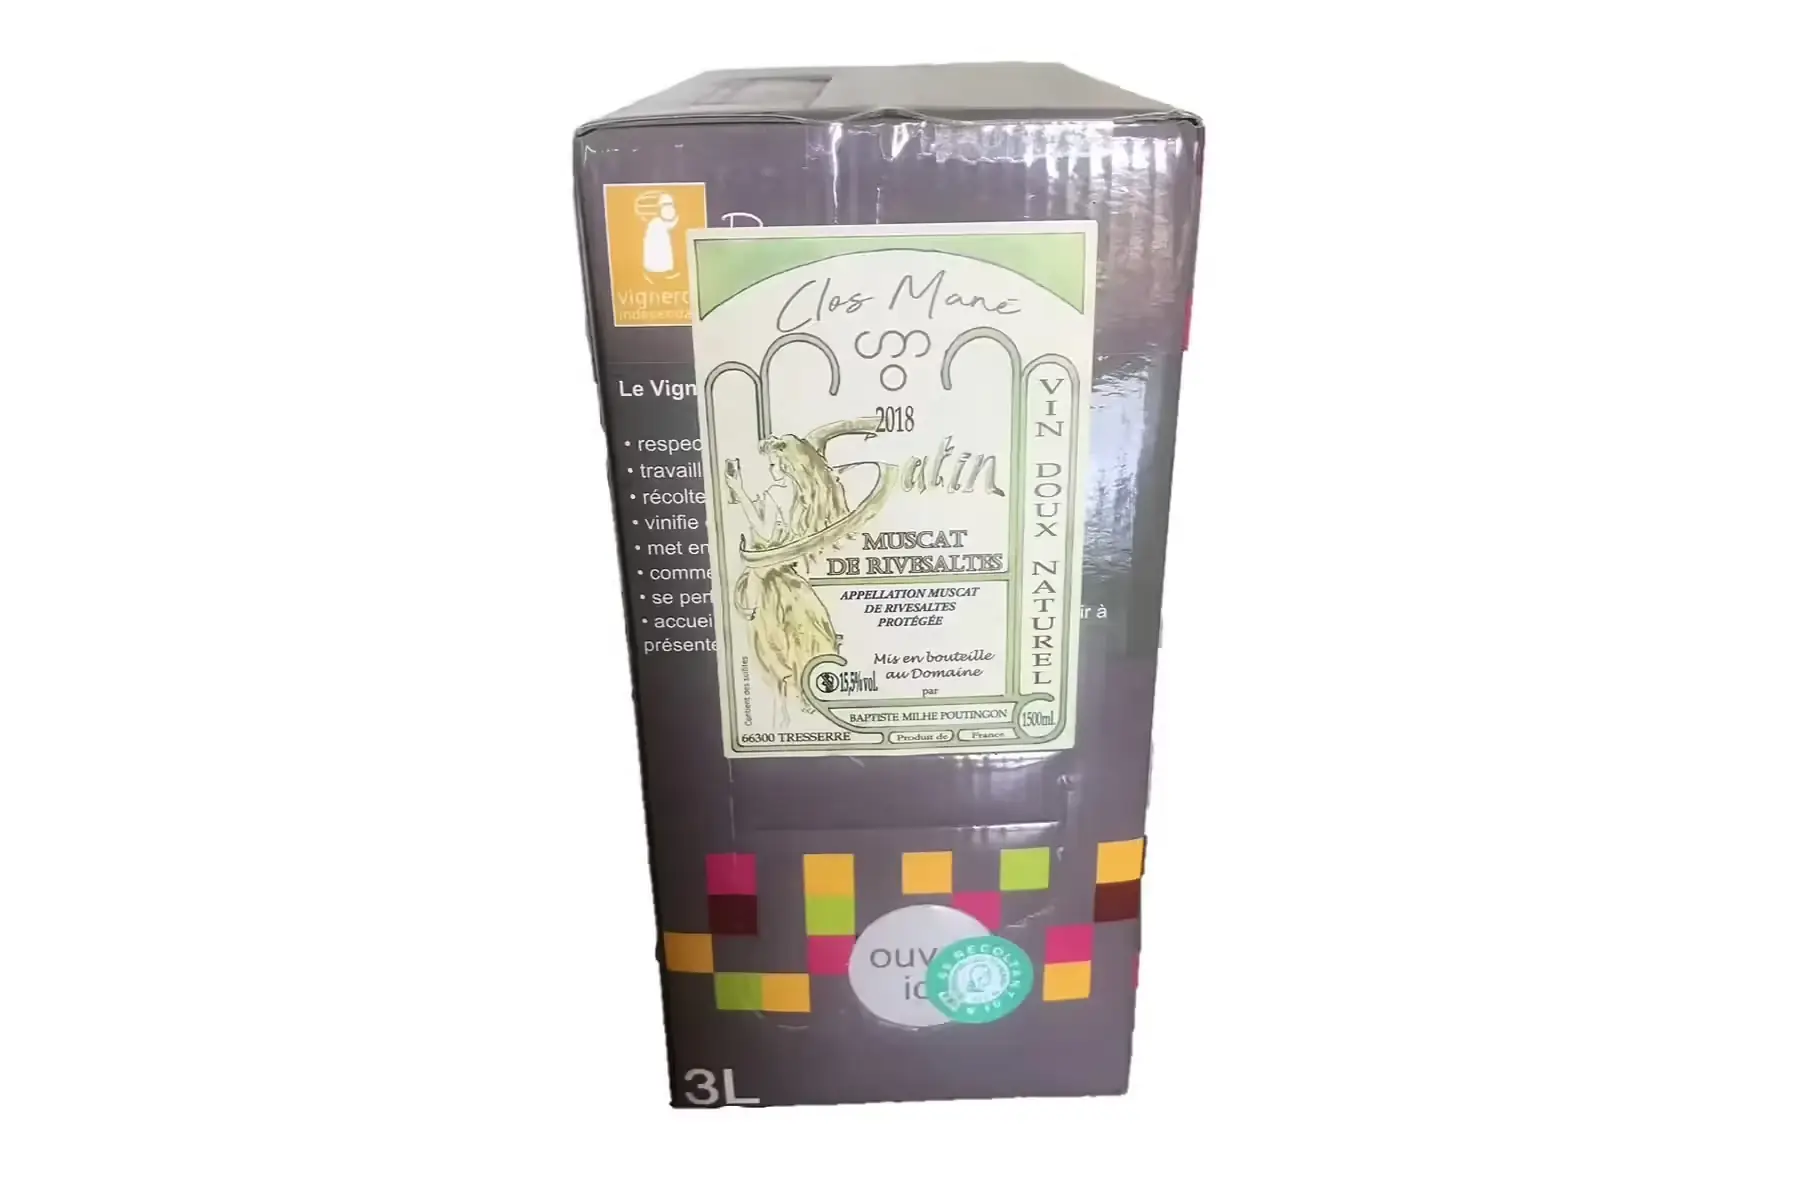 vignero
indépenda
Clos Mané
2018
Satin
MUSCAT
DE RIVESALTES
APPELLATION MUSCAT
DE RIVESALTES
PROTÉGÉE
Mis en bouteille
au Domaine
par
15,5% vol.
BAPTISTE MILHE POUTINGON
1500mL
66300 TRESSERRE
Produit de
France
Contient des sulfites
VIN DOUX NATUREL
Le Vign
• respec
• travaill
• récolte
• vinifie
• met en
• comme
• se perf
• accuei
ir à
présente
ouv
ic
RECOLTANT
3L